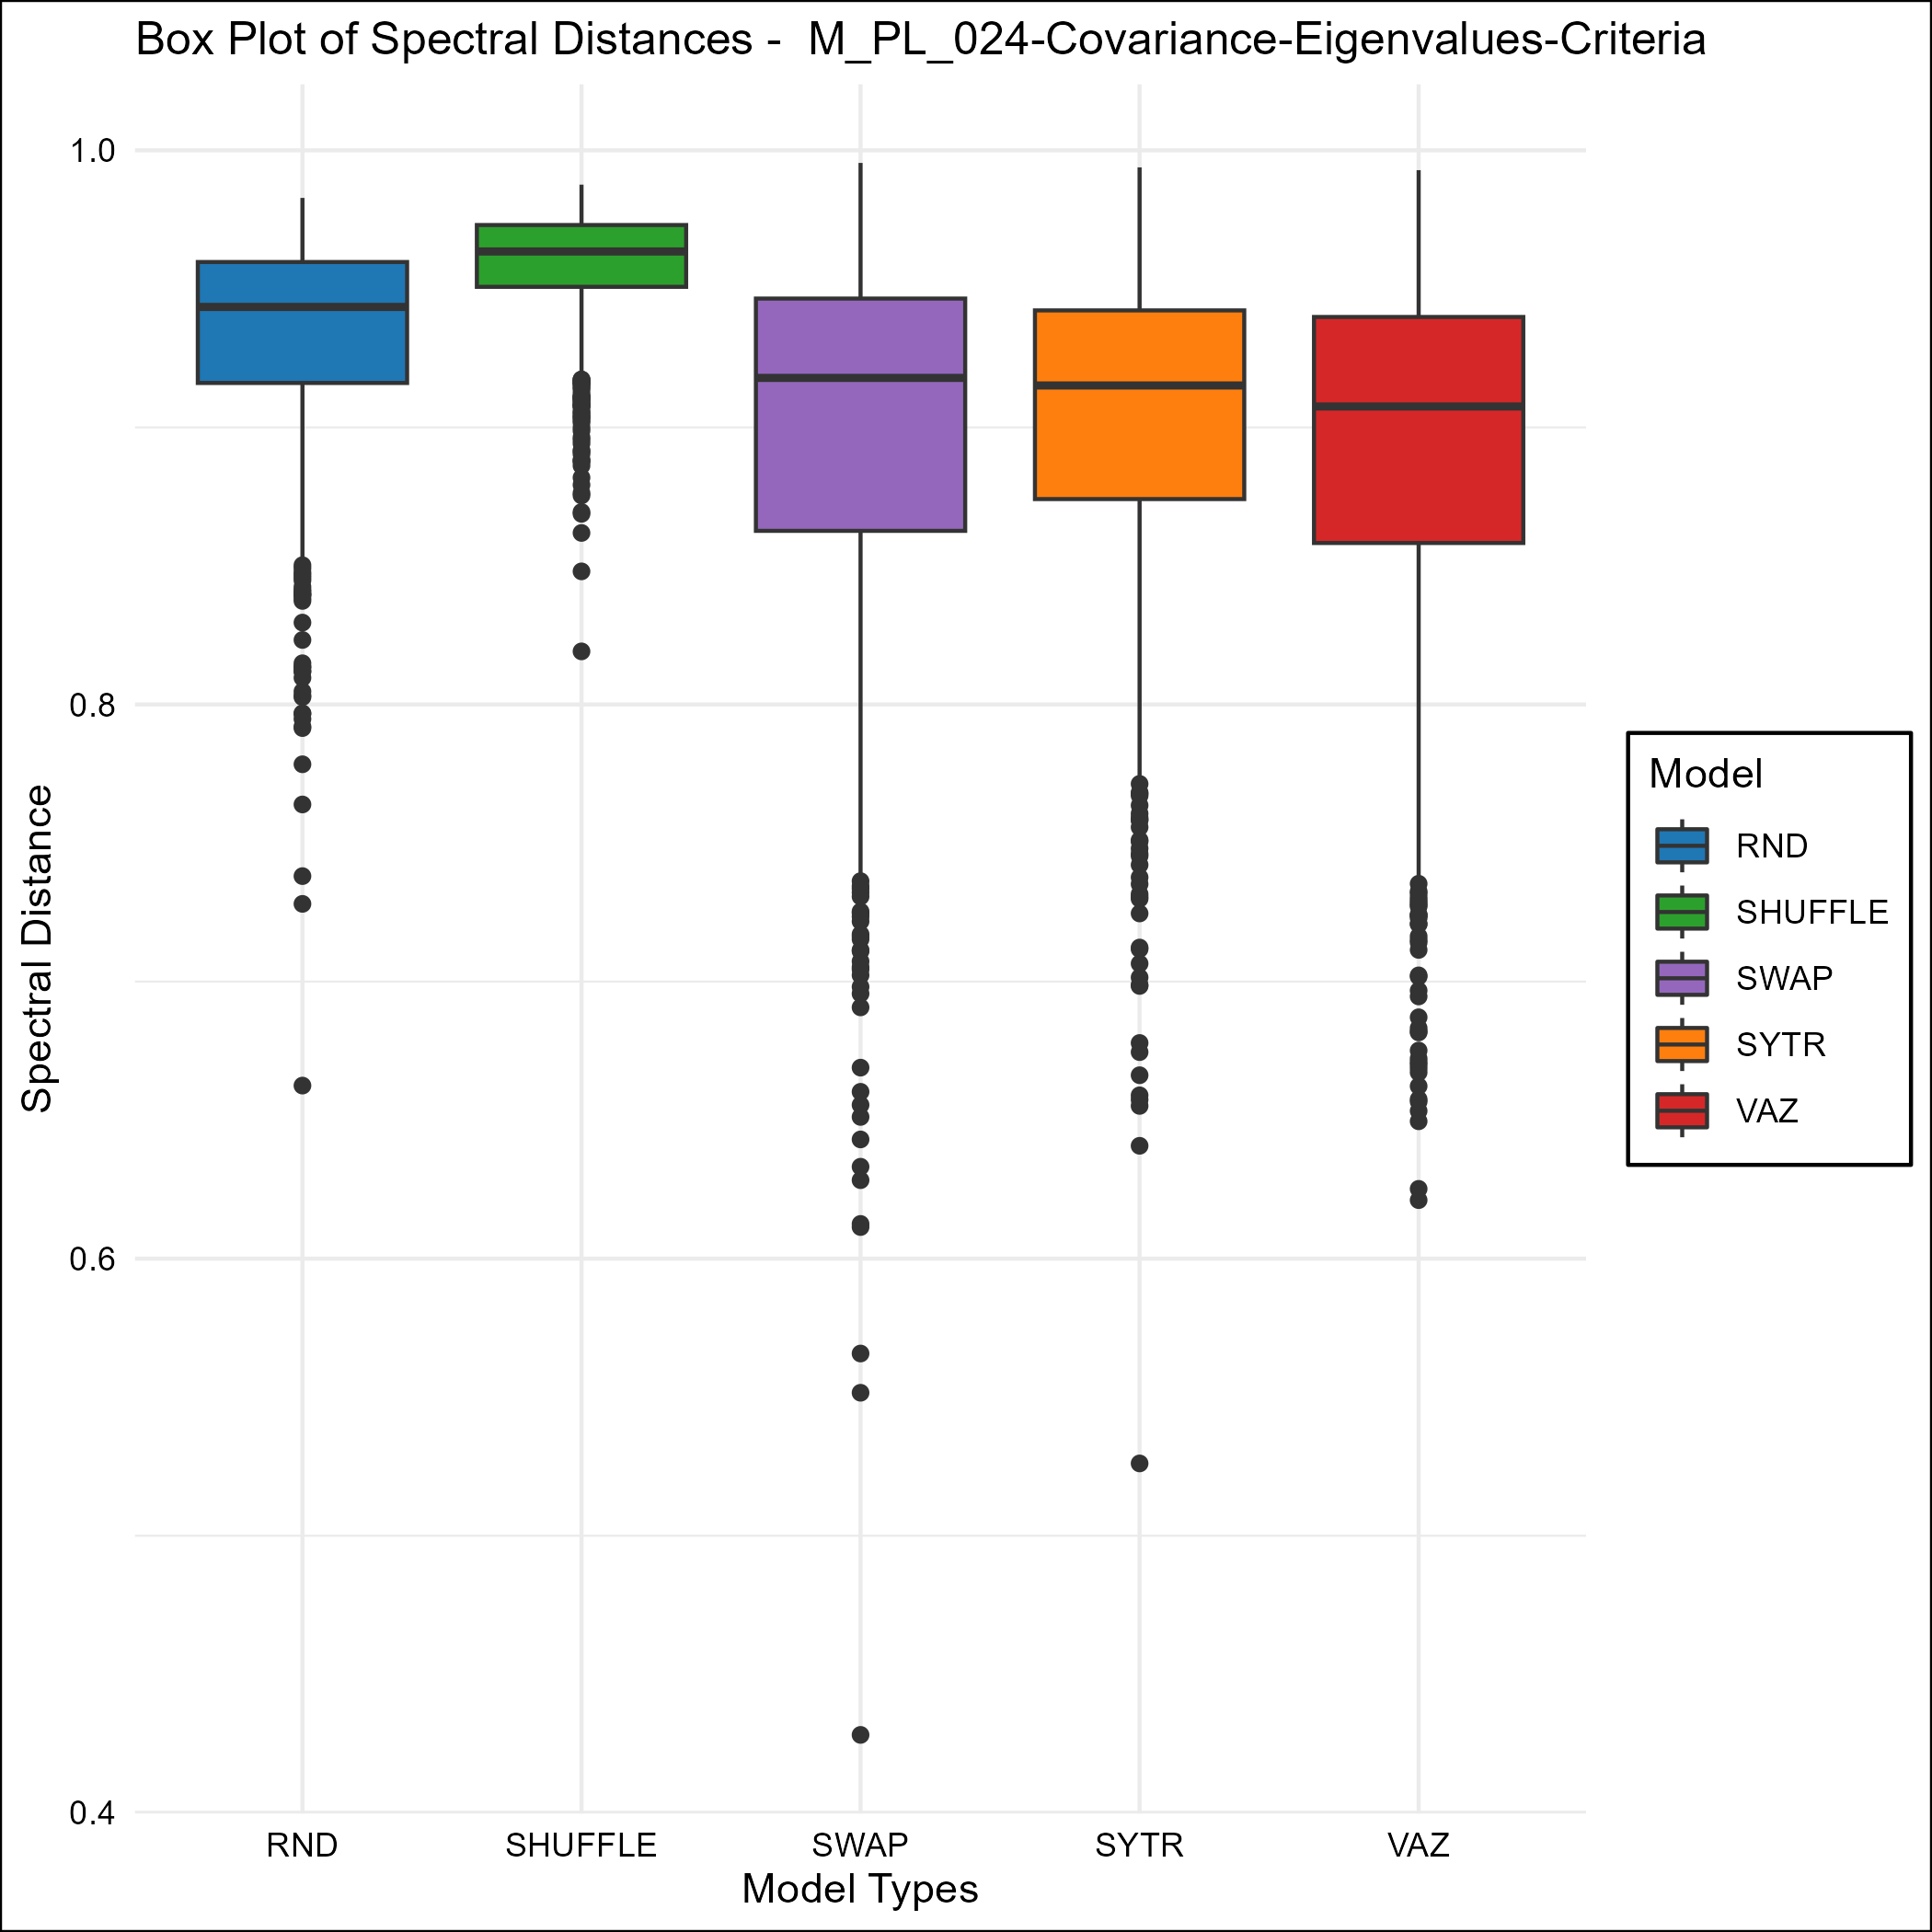 Box Plot of Spectral Distances -  M_PL_024-Covariance-Eigenvalues-Criteria
1.0
0.8
0.6
0.4
Spectral Distance
RND
SHUFFLE
SWAP
SYTR
VAZ
Model Types
Model
RND
SHUFFLE
SWAP
SYTR
VAZ